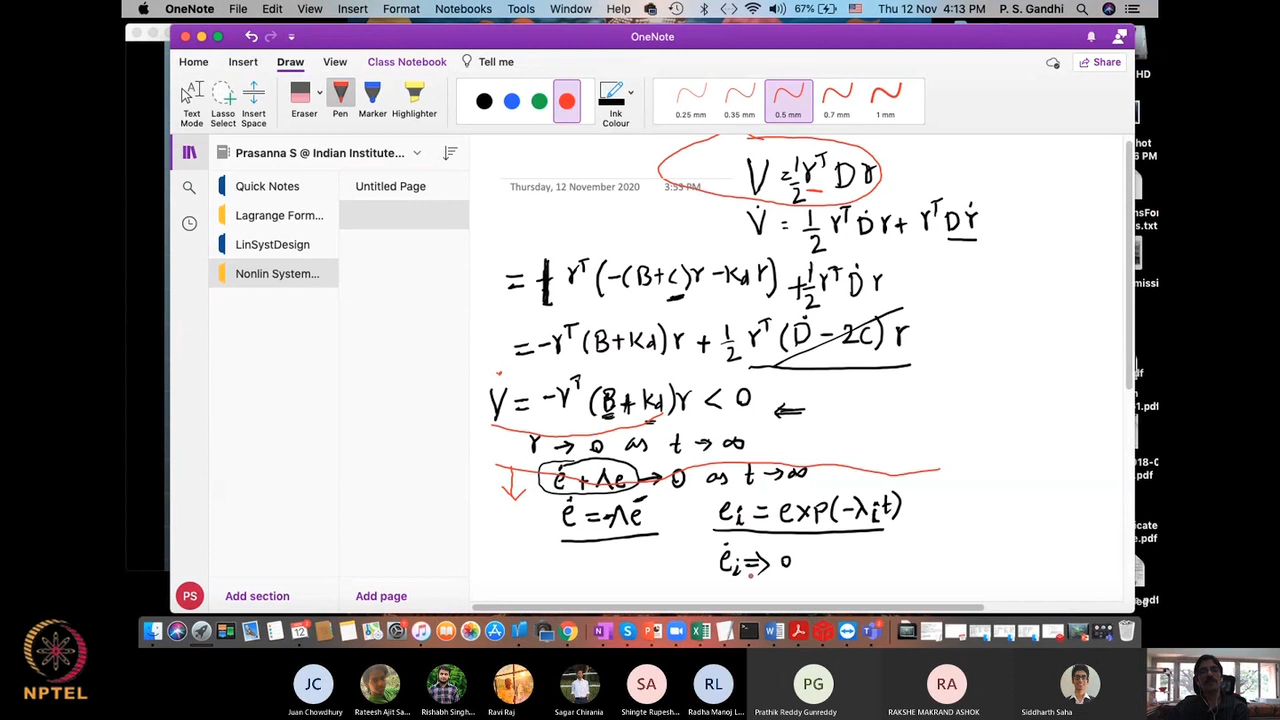 OneNote File Edit View Insert Format Notebooks Tools Window Help 67% Thu 12 Nov 4:13 PM P. S. Gandhi
OneNote
Home Insert Draw View Class Notebook Tell me Share
Text Mode Lasso Select Insert Space Eraser Pen Marker Highlighter Ink Colour 0.25 mm 0.35 mm 0.5 mm 0.7 mm 1 mm
Prasanna S @ Indian Institute...
Quick Notes
Lagrange Form...
LinSystDesign
Nonlin System...
Untitled Page
Thursday, 12 November 2020 3:53 PM
V = 1/2 r^T D r
V̇ = 1/2 r^T Ḋ r + r^T D ṙ
= r^T (-(B+C)r - K_d r) + 1/2 r^T Ḋ r
= -r^T (B+K_d) r + 1/2 r^T (Ḋ - 2C) r
V̇ = -r^T (B + K_d) r < 0 ⇐
r → 0 as t → ∞
ė + Λe → 0 as t → ∞
ė = -Λe
e_i = exp(-λ_i t)
ė_i => 0
PS
Add section Add page
NPTEL
JC Juan Chowdhury
Rateesh Ajit Sa...
Rishabh Singh...
Ravi Raj
Sagar Chirania
SA Shingte Rupesh...
RL Radha Manoj L...
PG Prathik Reddy Gunreddy
RA RAKSHE MAKRAND ASHOK
Siddharth Saha